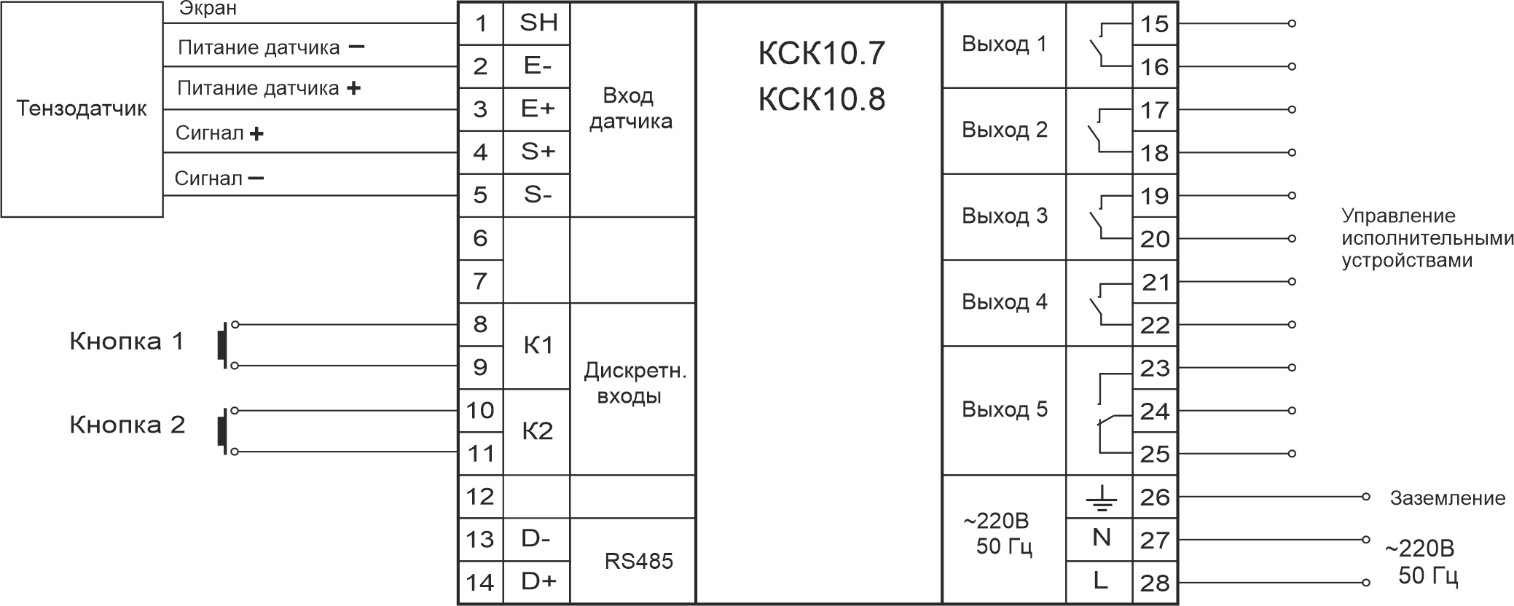 Экран
Питание датчика −
Питание датчика +
Сигнал +
Сигнал −
Тензодатчик
Кнопка 1
Кнопка 2
1 SH
2 E-
3 E+
4 S+
5 S-
Вход
датчика
6
7
8
9
К1
10
11
К2
Дискретн.
входы
12
13 D-
14 D+
RS485
КСК10.7
КСК10.8
Выход 1
15
16
Выход 2
17
18
Выход 3
19
20
Выход 4
21
22
Выход 5
23
24
25
~220В
50 Гц
26
N 27
L 28
Управление
исполнительными
устройствами
Заземление
~220В
50 Гц